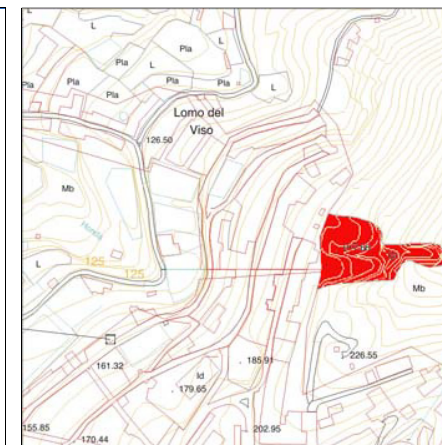 L
L
Pla
L
Pla
L
Pla
Pla
Pla
Pla
L
Lomo del
Viso
126.50
Mb
Honda
L
125
125
Mb
161.32
Id
179.65
185.91
226.55
155.85
170.44
202.95